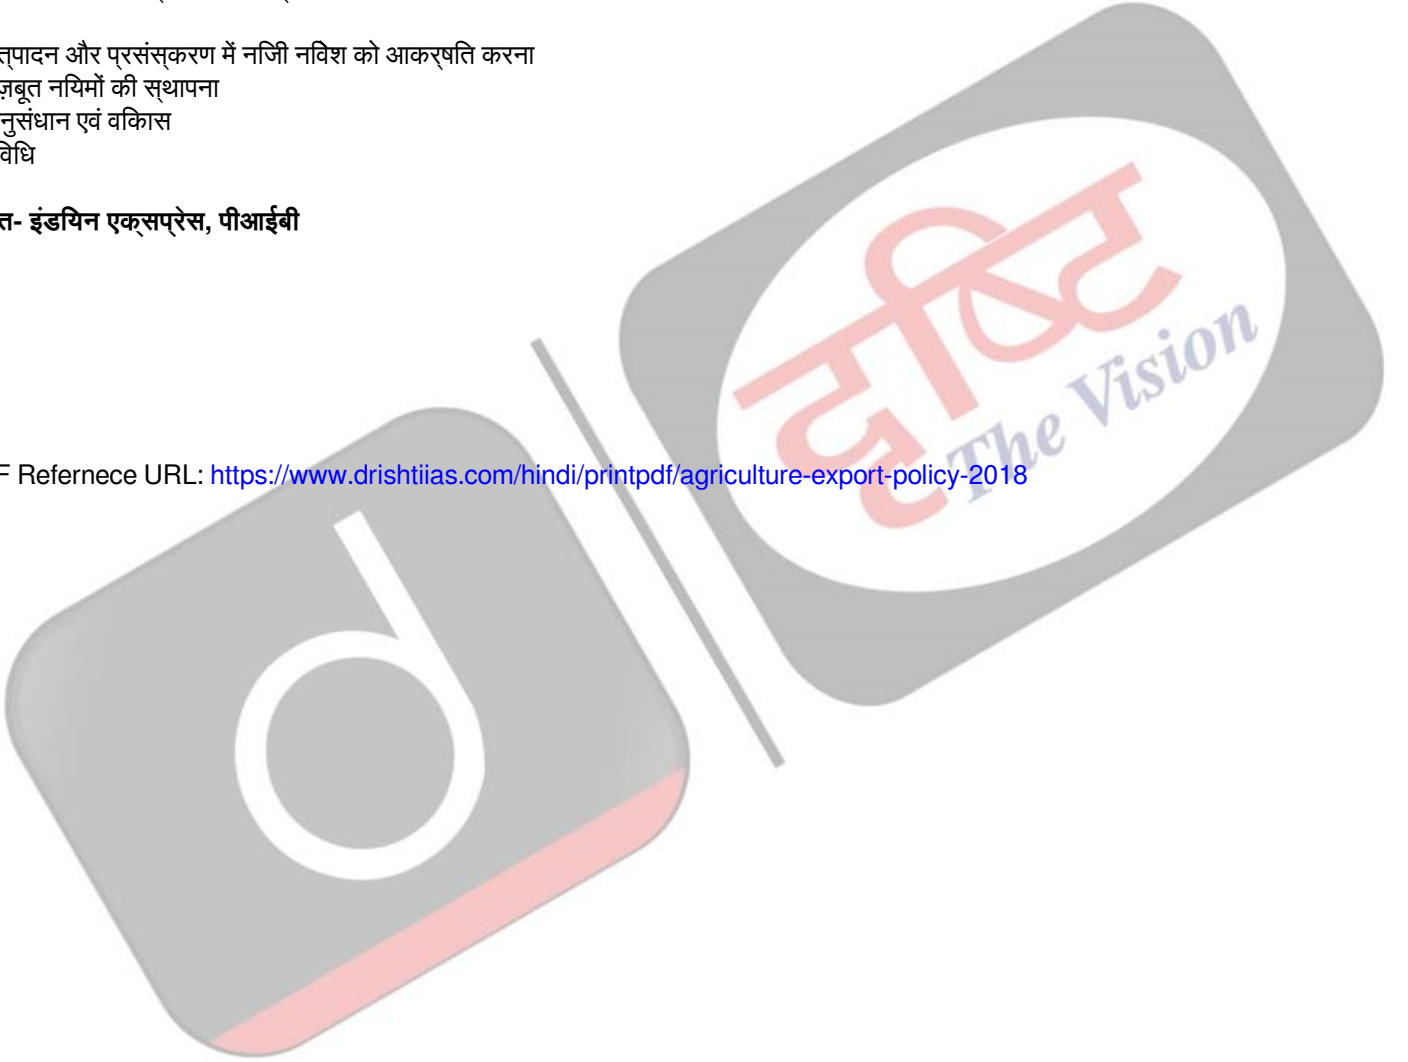 त्पादन और प्रसंस्करण में निजी निवेश को आकर्षित करना
ज़बूत नियमों की स्थापना
नुसंधान एवं विकास
विधि
त- इंडियन एक्सप्रेस, पीआईबी
दृष्टि
The Vision
F Refernece URL: https://www.drishtiias.com/hindi/printpdf/agriculture-export-policy-2018
d